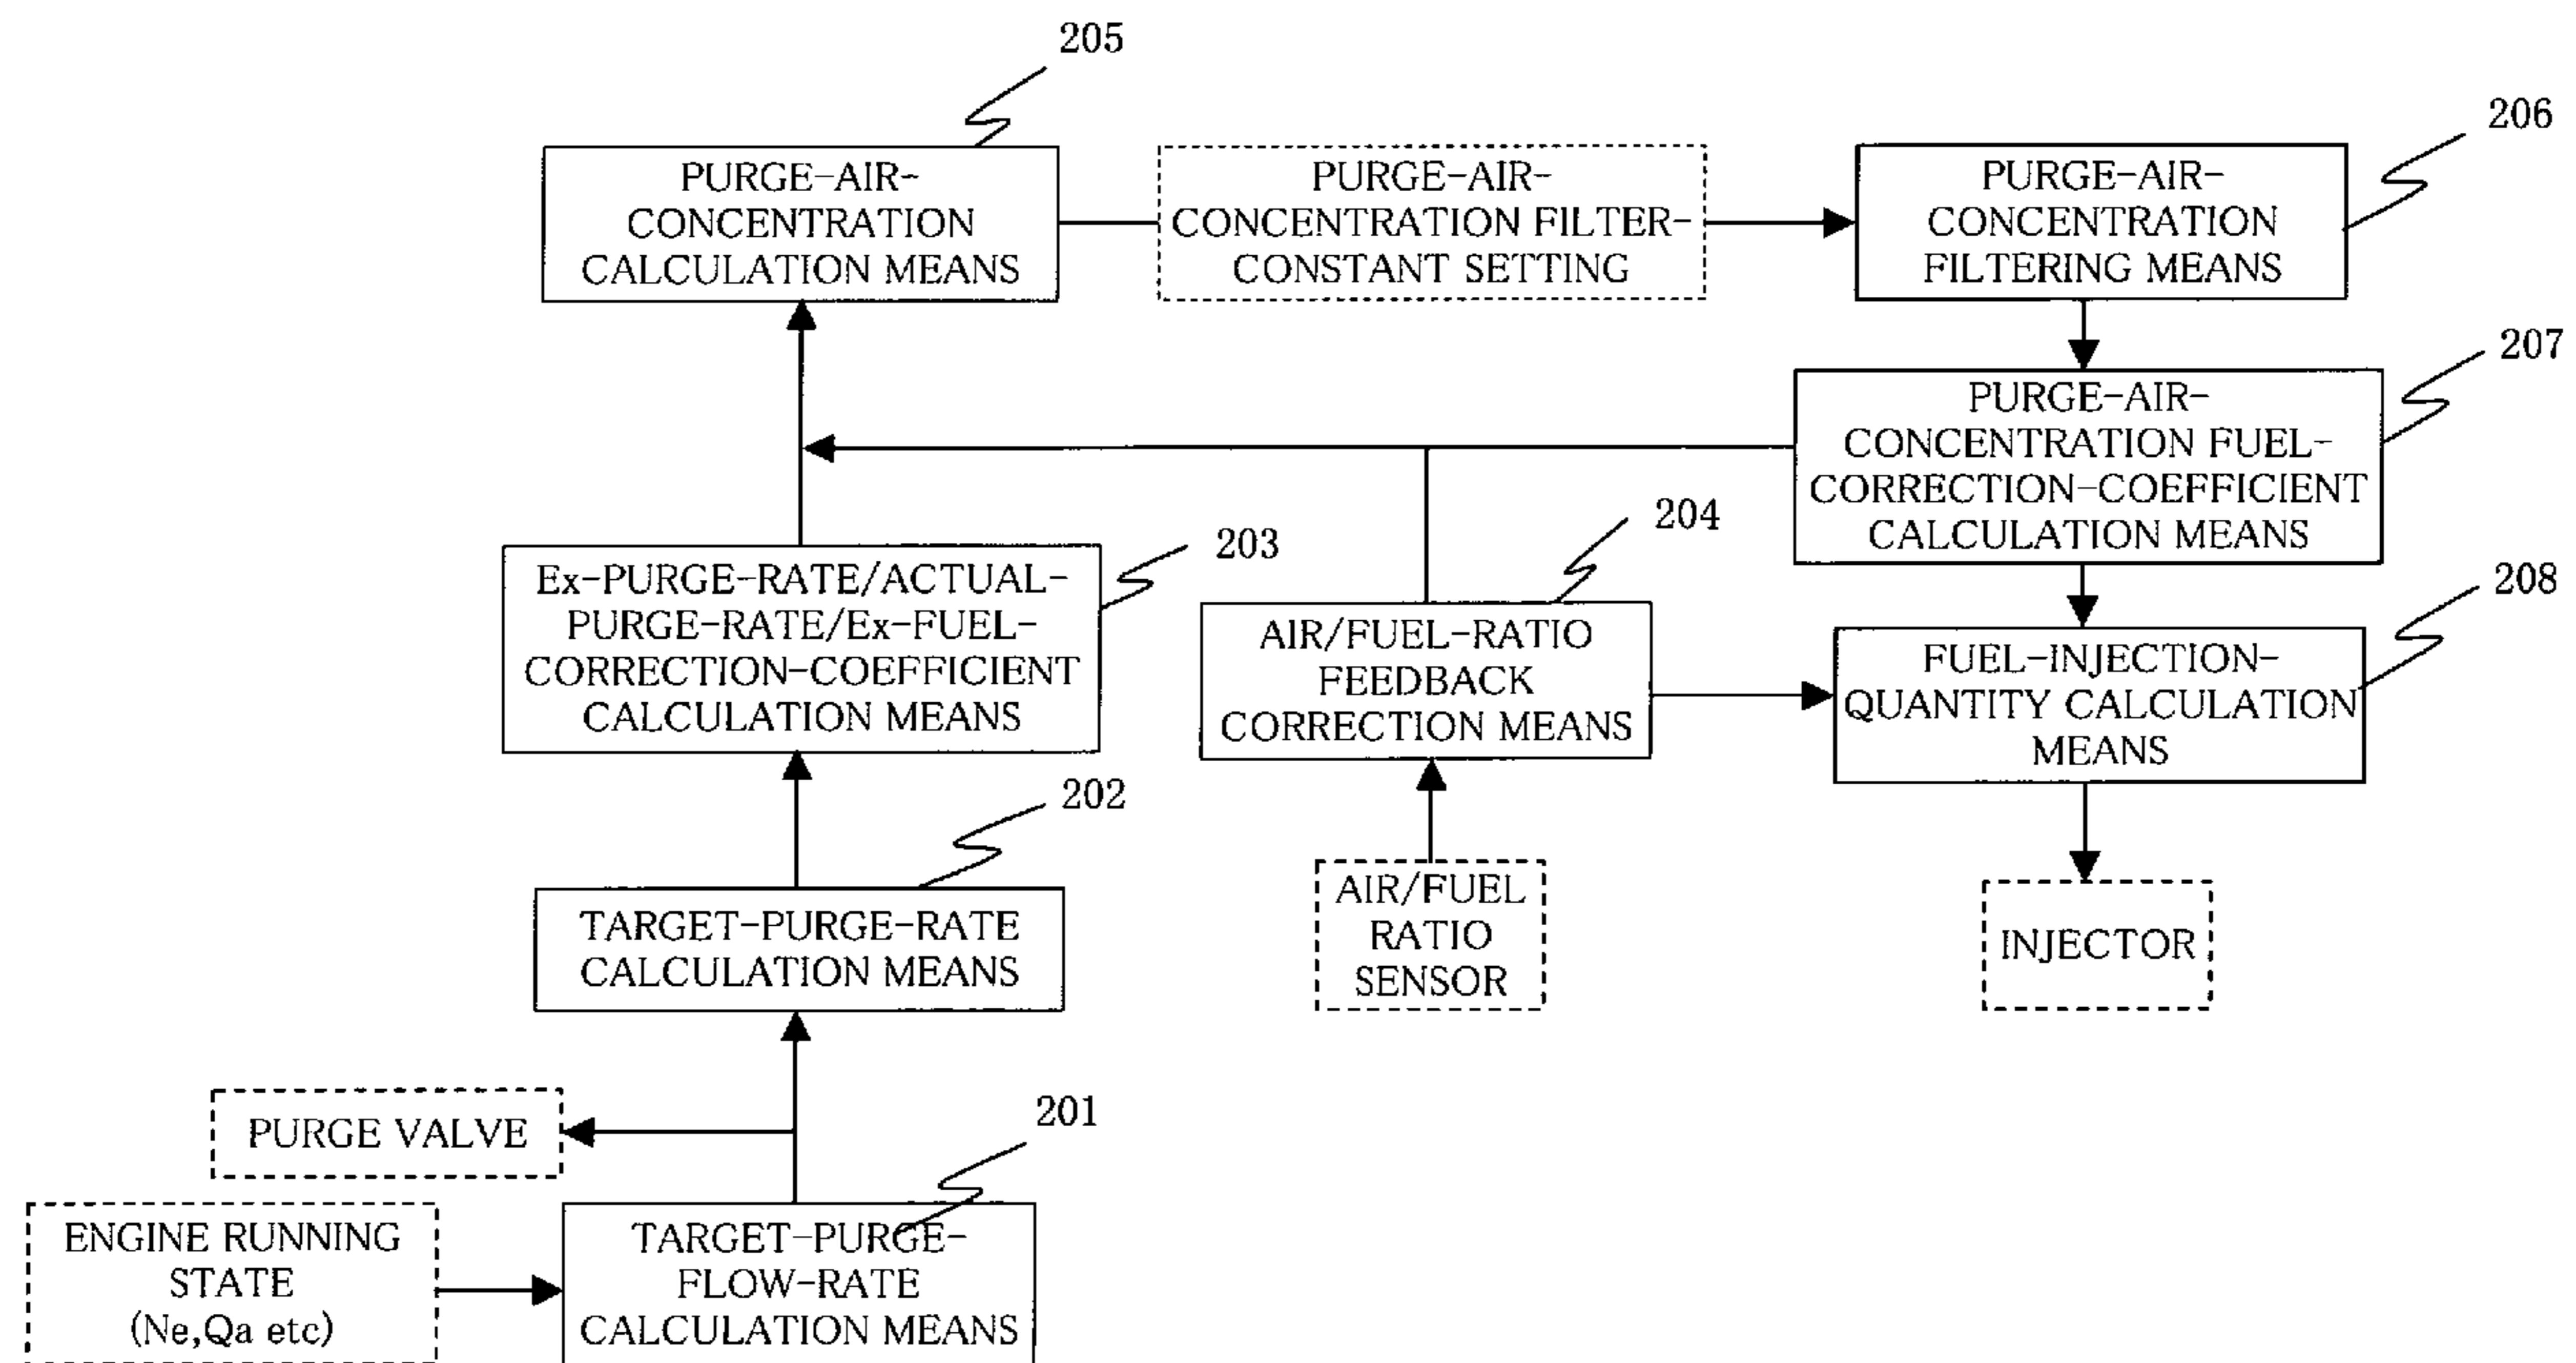 205
206
PURGE-AIR-
CONCENTRATION
CALCULATION MEANS
PURGE-AIR-
CONCENTRATION FILTER-
CONSTANT SETTING
PURGE-AIR-
CONCENTRATION
FILTERING MEANS
207
PURGE-AIR-
CONCENTRATION FUEL-
CORRECTION-COEFFICIENT
CALCULATION MEANS
203
204
Ex-PURGE-RATE/ACTUAL-
PURGE-RATE/Ex-FUEL-
CORRECTION-COEFFICIENT
CALCULATION MEANS
AIR/FUEL-RATIO
FEEDBACK
CORRECTION MEANS
208
FUEL-INJECTION-
QUANTITY CALCULATION
MEANS
202
TARGET-PURGE-RATE
CALCULATION MEANS
AIR/FUEL
RATIO
SENSOR
INJECTOR
PURGE VALVE
201
ENGINE RUNNING
STATE
(Ne,Qa etc)
TARGET-PURGE-
FLOW-RATE
CALCULATION MEANS